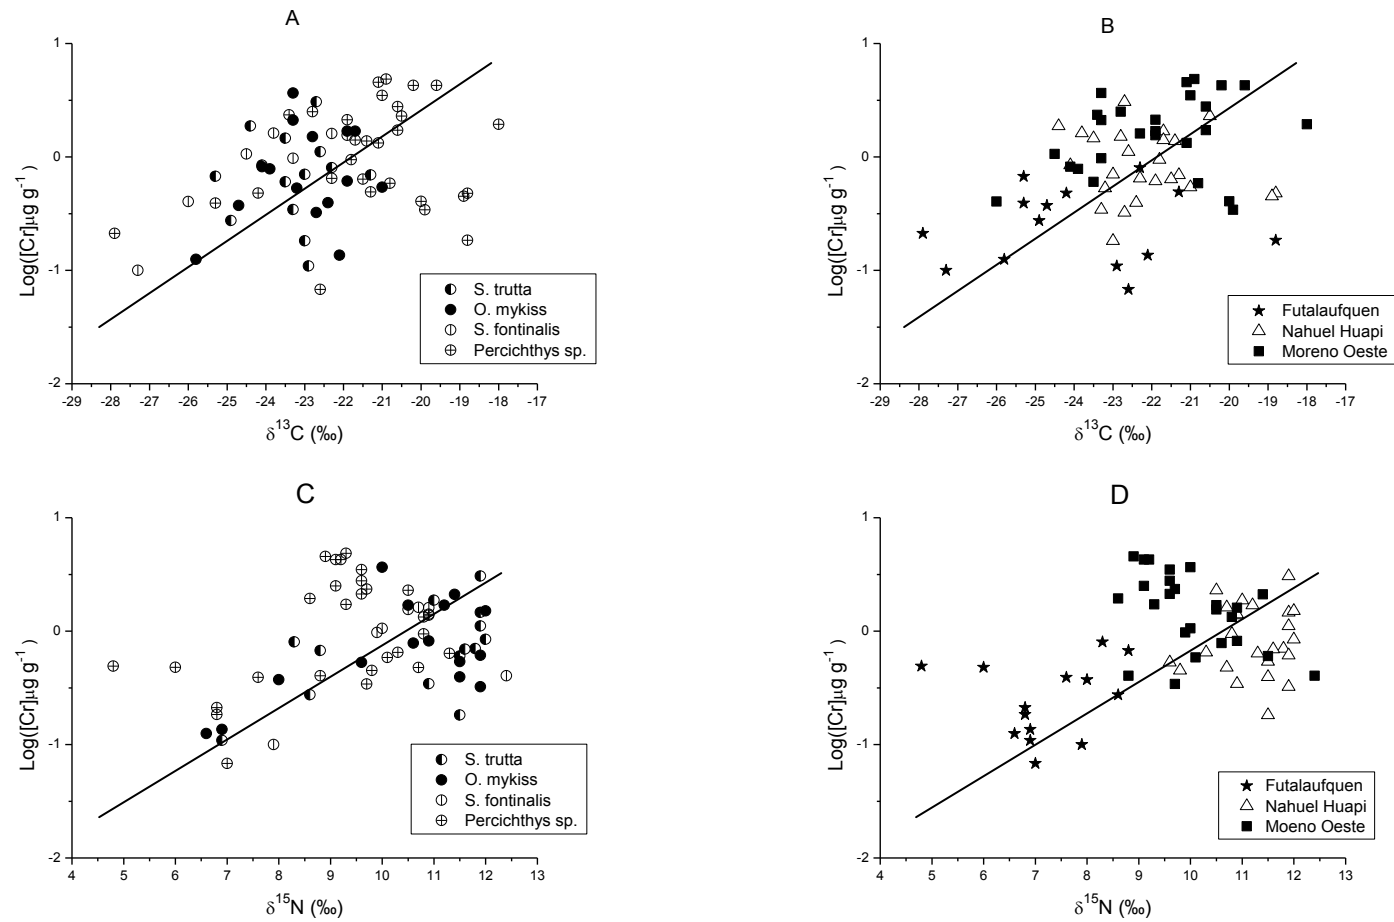 A
B
1
0
-1
-2
Log([Cr]µg g⁻¹ )
S. trutta
O. mykiss
S. fontinalis
Percichthys sp.
-29 -28 -27 -26 -25 -24 -23 -22 -21 -20 -19 -18 -17
δ¹³C (‰)
1
0
-1
-2
Log([Cr]µg g⁻¹ )
Futalaufquen
Nahuel Huapi
Moreno Oeste
-29 -28 -27 -26 -25 -24 -23 -22 -21 -20 -19 -18 -17
δ¹³C (‰)
C
D
1
0
-1
-2
Log([Cr]µg g⁻¹ )
S. trutta
O. mykiss
S. fontinalis
Percichthys sp.
4 5 6 7 8 9 10 11 12 13
δ¹⁵N (‰)
1
0
-1
-2
Log([Cr]µg g⁻¹ )
Futalaufquen
Nahuel Huapi
Moeno Oeste
4 5 6 7 8 9 10 11 12 13
δ¹⁵N (‰)